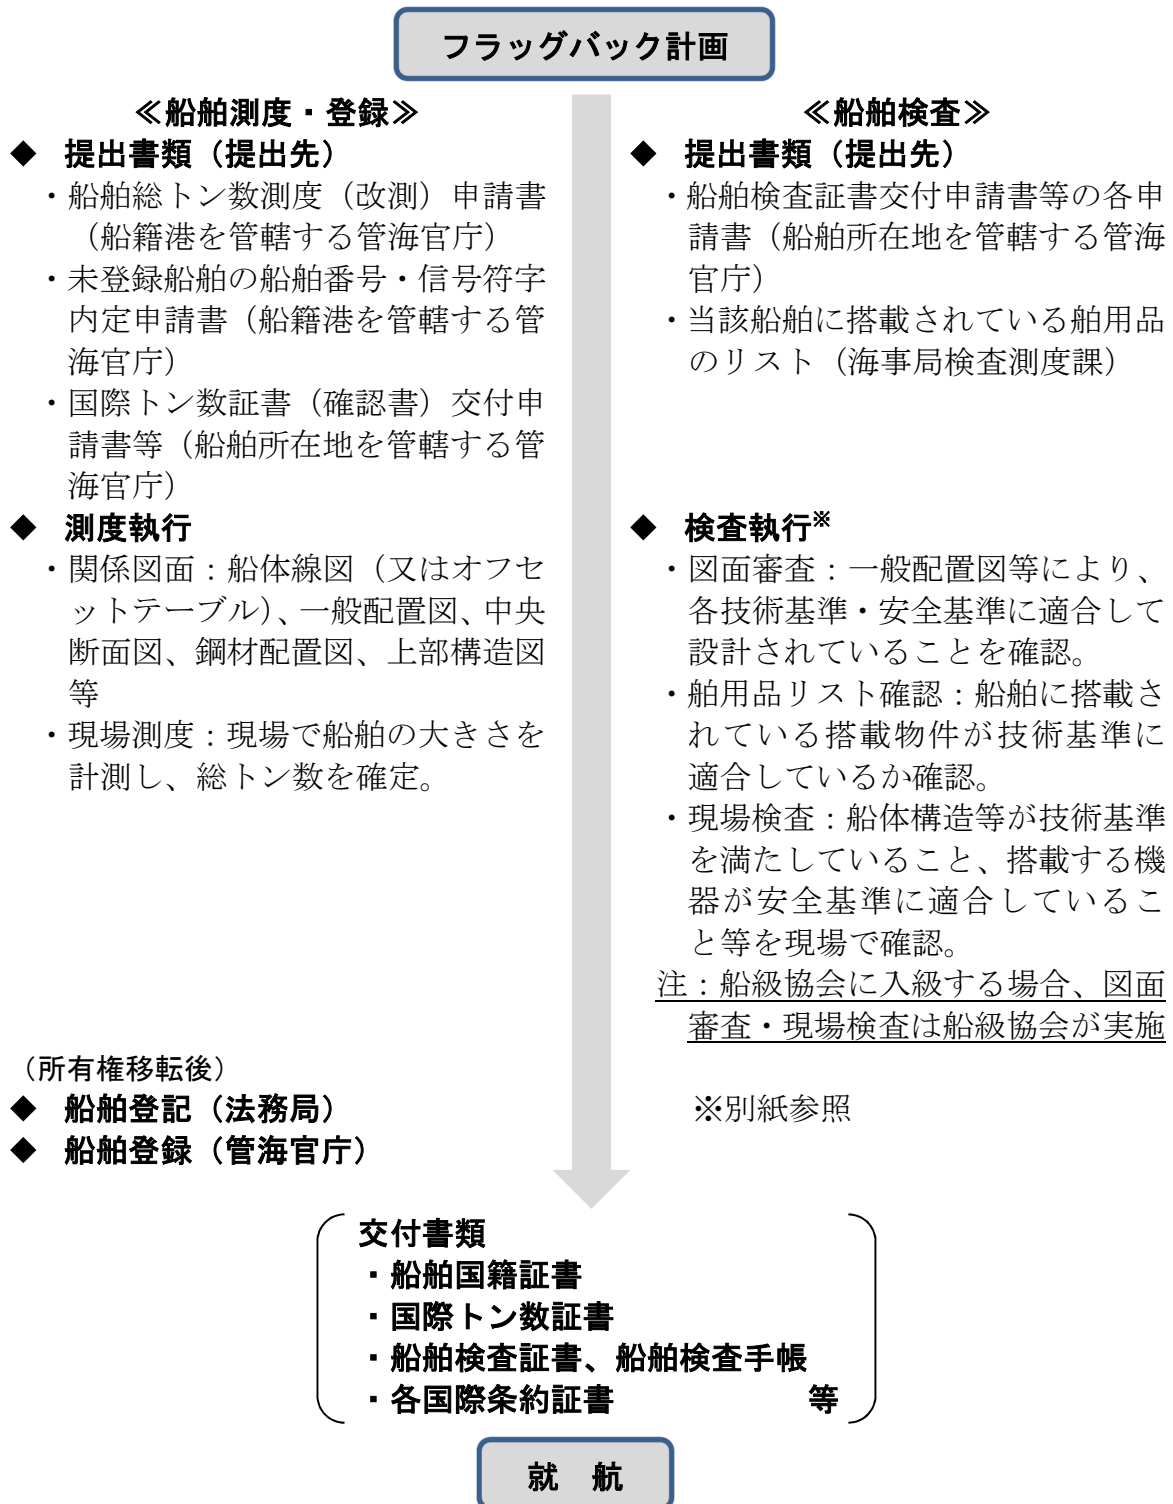 フラッグバック計画
≪船舶測度・登録≫
◆ 提出書類（提出先）
・船舶総トン数測度（改測）申請書
（船籍港を管轄する管海官庁）
・未登録船舶の船舶番号・信号符字
内定申請書（船籍港を管轄する管
海官庁）
・国際トン数証書（確認書）交付申
請書等（船舶所在地を管轄する管
海官庁）
◆ 測度執行
・関係図面：船体線図（又はオフセ
ットテーブル）、一般配置図、中央
断面図、鋼材配置図、上部構造図
等
・現場測度：現場で船舶の大きさを
計測し、総トン数を確定。
（所有権移転後）
◆ 船舶登記（法務局）
◆ 船舶登録（管海官庁）
≪船舶検査≫
◆ 提出書類（提出先）
・船舶検査証書交付申請書等の各申
請書（船舶所在地を管轄する管海
官庁）
・当該船舶に搭載されている舶用品
のリスト（海事局検査測度課）
◆ 検査執行※
・図面審査：一般配置図等により、
各技術基準・安全基準に適合して
設計されていることを確認。
・舶用品リスト確認：船舶に搭載さ
れている搭載物件が技術基準に
適合しているか確認。
・現場検査：船体構造等が技術基準
を満たしていること、搭載する機
器が安全基準に適合しているこ
と等を現場で確認。
注：船級協会に入級する場合、図面
審査・現場検査は船級協会が実施
※別紙参照
交付書類
・船舶国籍証書
・国際トン数証書
・船舶検査証書、船舶検査手帳
・各国際条約証書 等
就 航